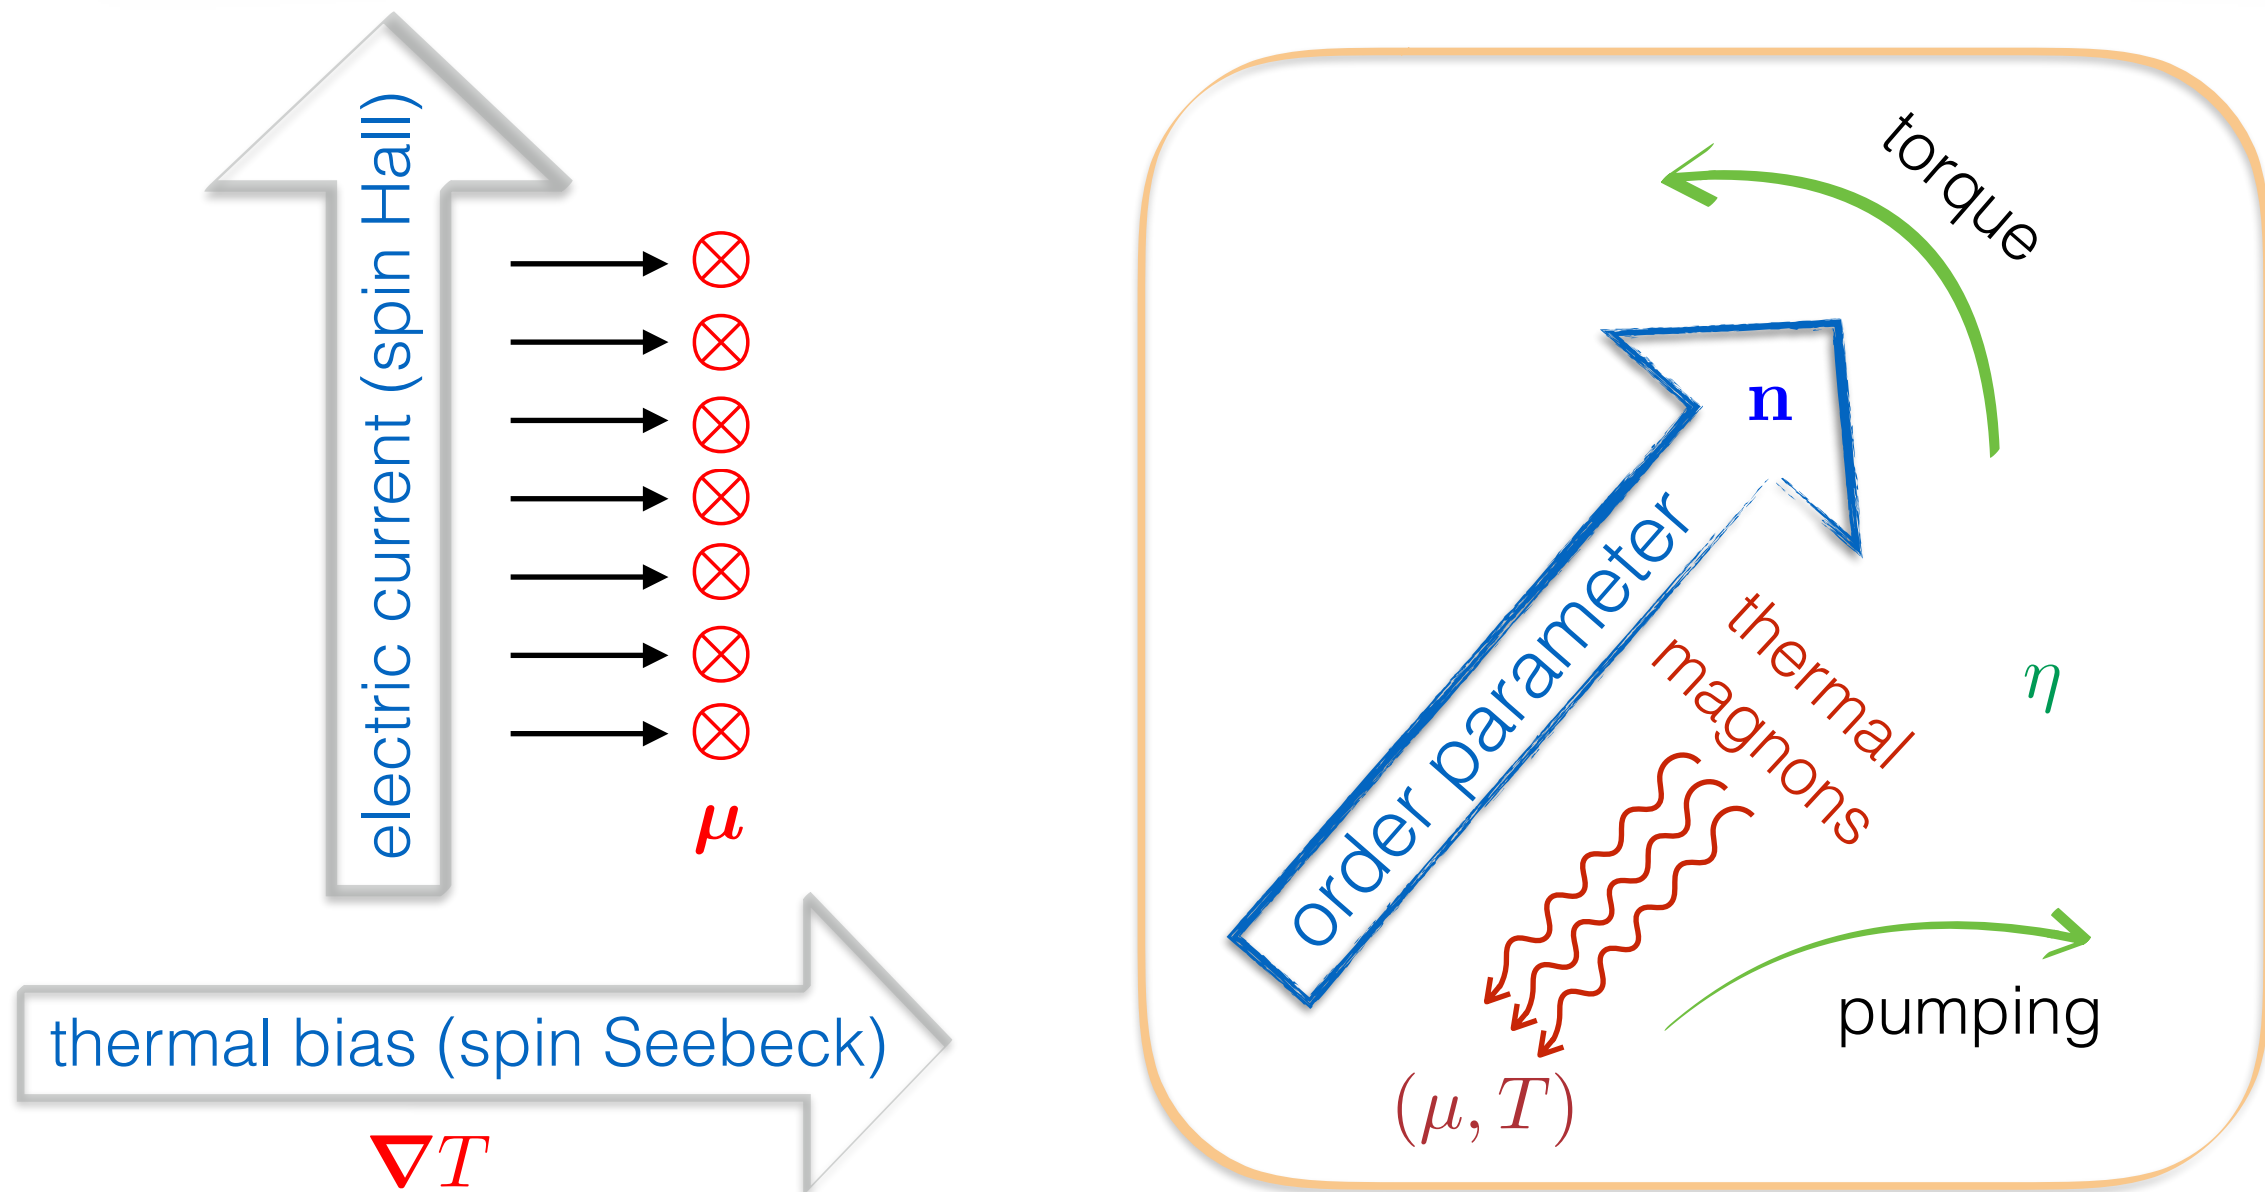 electric current (spin Hall)
μ
thermal bias (spin Seebeck)
∇T
torque
n
order parameter
thermal
magnons
η
pumping
(μ, T)